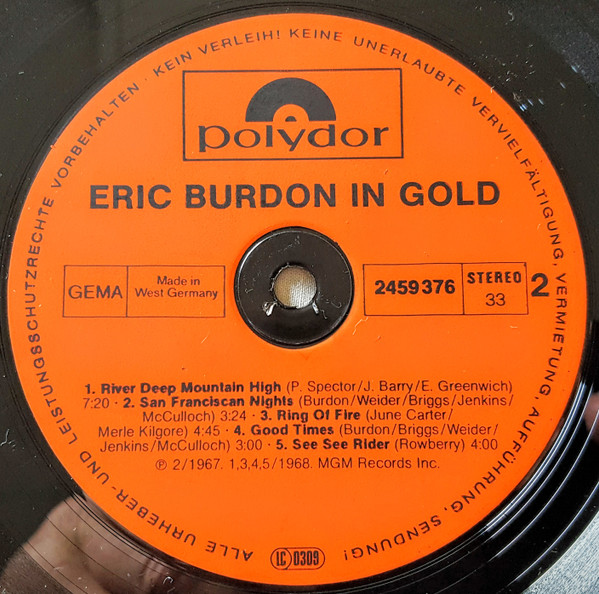 ALLE URHEBER- UND LEISTUNGSSCHUTZRECHTE VORBEHALTEN · KEIN VERLEIH! KEINE UNERLAUBTE VERVIELFÄLTIGUNG, VERMIETUNG, AUFFÜHRUNG, SENDUNG!
polydor
ERIC BURDON IN GOLD
GEMA
Made in
West Germany
2459 376
STEREO
33
2
1. River Deep Mountain High (P. Spector/J. Barry/E. Greenwich)
7:20 · 2. San Franciscan Nights (Burdon/Weider/Briggs/Jenkins/
McCulloch) 3:24 · 3. Ring Of Fire (June Carter/
Merle Kilgore) 4:45 · 4. Good Times (Burdon/Briggs/Weider/
Jenkins/McCulloch) 3:00 · 5. See See Rider (Rowberry) 4:00
℗ 2/1967. 1,3,4,5/1968. MGM Records Inc.
LC 0309